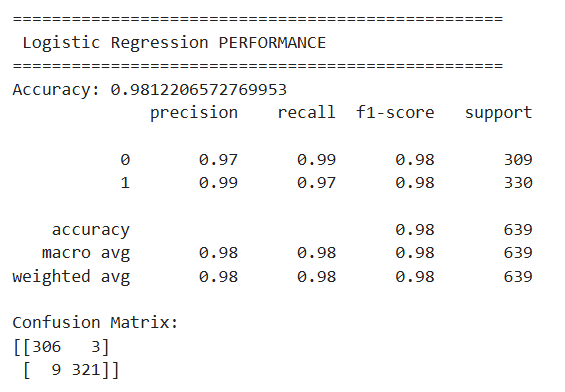 ==================================================
Logistic Regression PERFORMANCE
==================================================
Accuracy: 0.9812206572769953
precision recall f1-score support
0 0.97 0.99 0.98 309
1 0.99 0.97 0.98 330
accuracy 0.98 639
macro avg 0.98 0.98 0.98 639
weighted avg 0.98 0.98 0.98 639
Confusion Matrix:
[[306 3]
[ 9 321]]